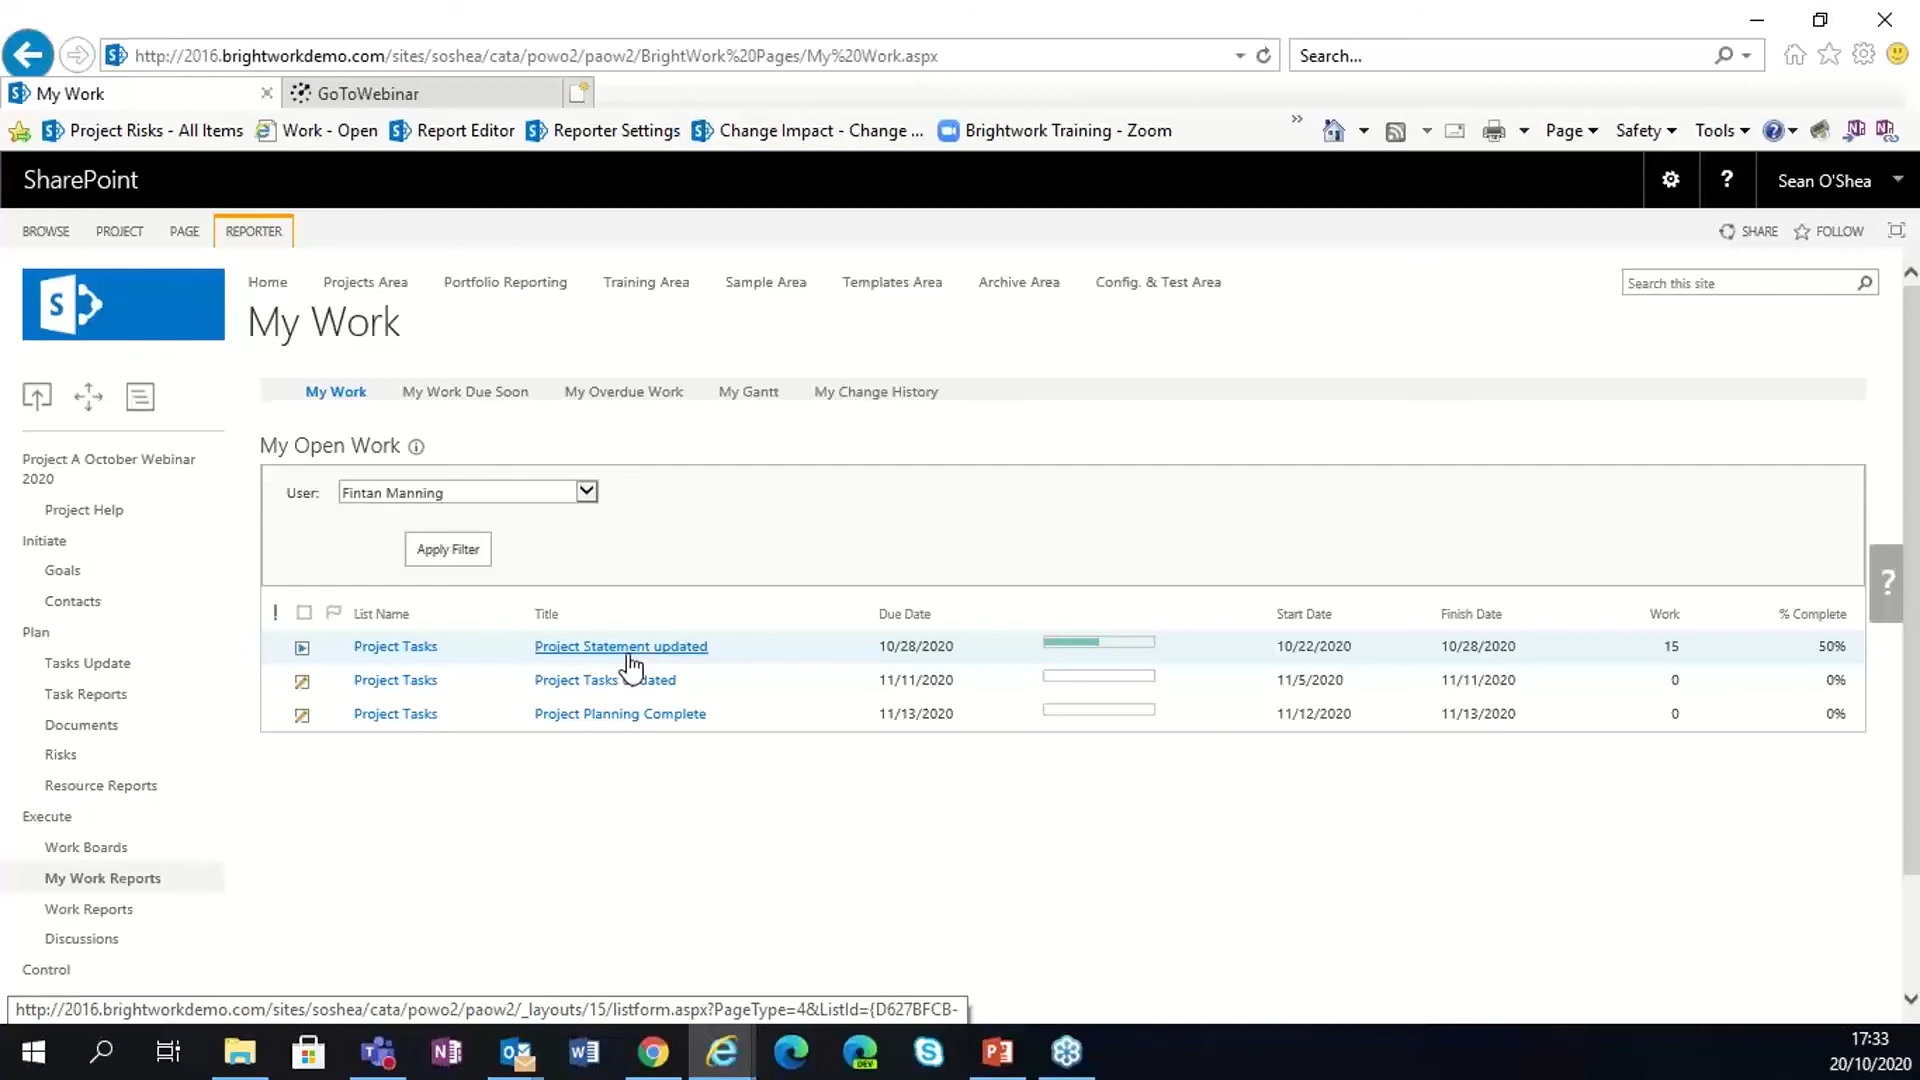 http://2016.brightworkdemo.com/sites/soshea/cata/powo2/paow2/BrightWork%20Pages/My%20Work.aspx
Search...
My Work
GoToWebinar
Project Risks - All Items
Work - Open
Report Editor
Reporter Settings
Change Impact - Change ...
Brightwork Training - Zoom
Page
Safety
Tools
SharePoint
?
Sean O'Shea
BROWSE
PROJECT
PAGE
REPORTER
SHARE
FOLLOW
Home
Projects Area
Portfolio Reporting
Training Area
Sample Area
Templates Area
Archive Area
Config. & Test Area
Search this site
My Work
My Work
My Work Due Soon
My Overdue Work
My Gantt
My Change History
Project A October Webinar
2020
Project Help
Initiate
Goals
Contacts
Plan
Tasks Update
Task Reports
Documents
Risks
Resource Reports
Execute
Work Boards
My Work Reports
Work Reports
Discussions
Control
My Open Work
User: Fintan Manning
Apply Filter
! List Name Title Due Date Start Date Finish Date Work % Complete
Project Tasks Project Statement updated 10/28/2020 10/22/2020 10/28/2020 15 50%
Project Tasks Project Tasks 11/11/2020 11/5/2020 11/11/2020 0 0%
Project Tasks Project Planning Complete 11/13/2020 11/12/2020 11/13/2020 0 0%
?
http://2016.brightworkdemo.com/sites/soshea/cata/powo2/paow2/_layouts/15/listform.aspx?PageType=4&ListId={D627BFCB-
17:33
20/10/2020